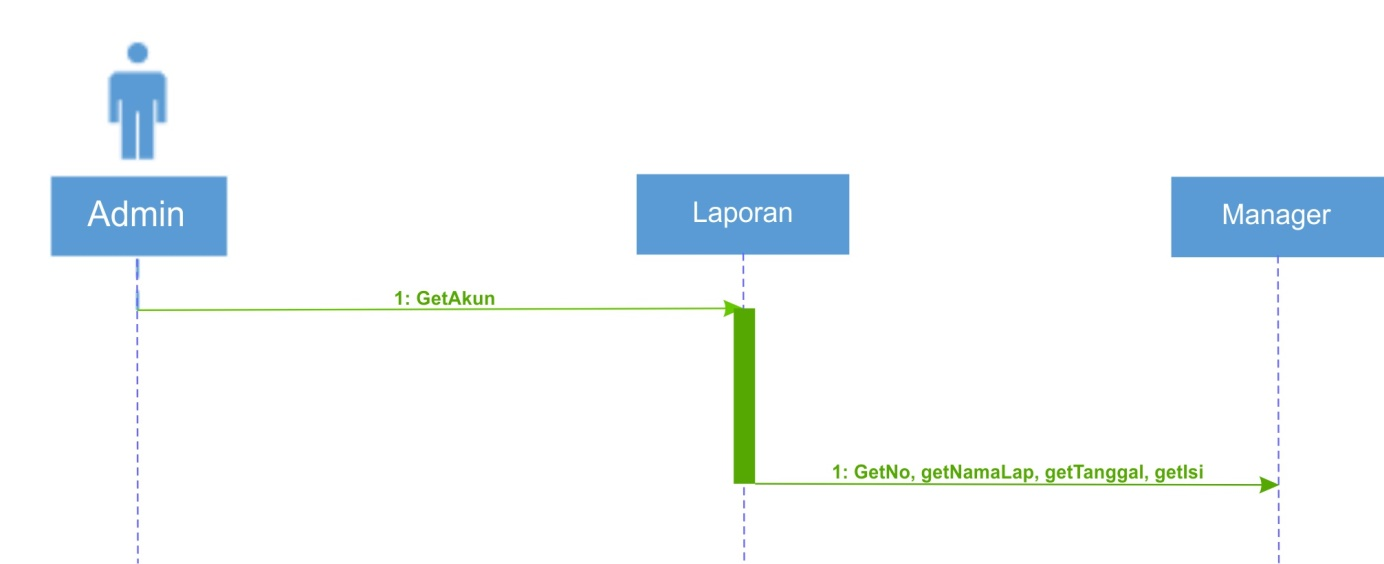 Admin
Laporan
Manager
1: GetAkun
1: GetNo, getNamaLap, getTanggal, getIsi